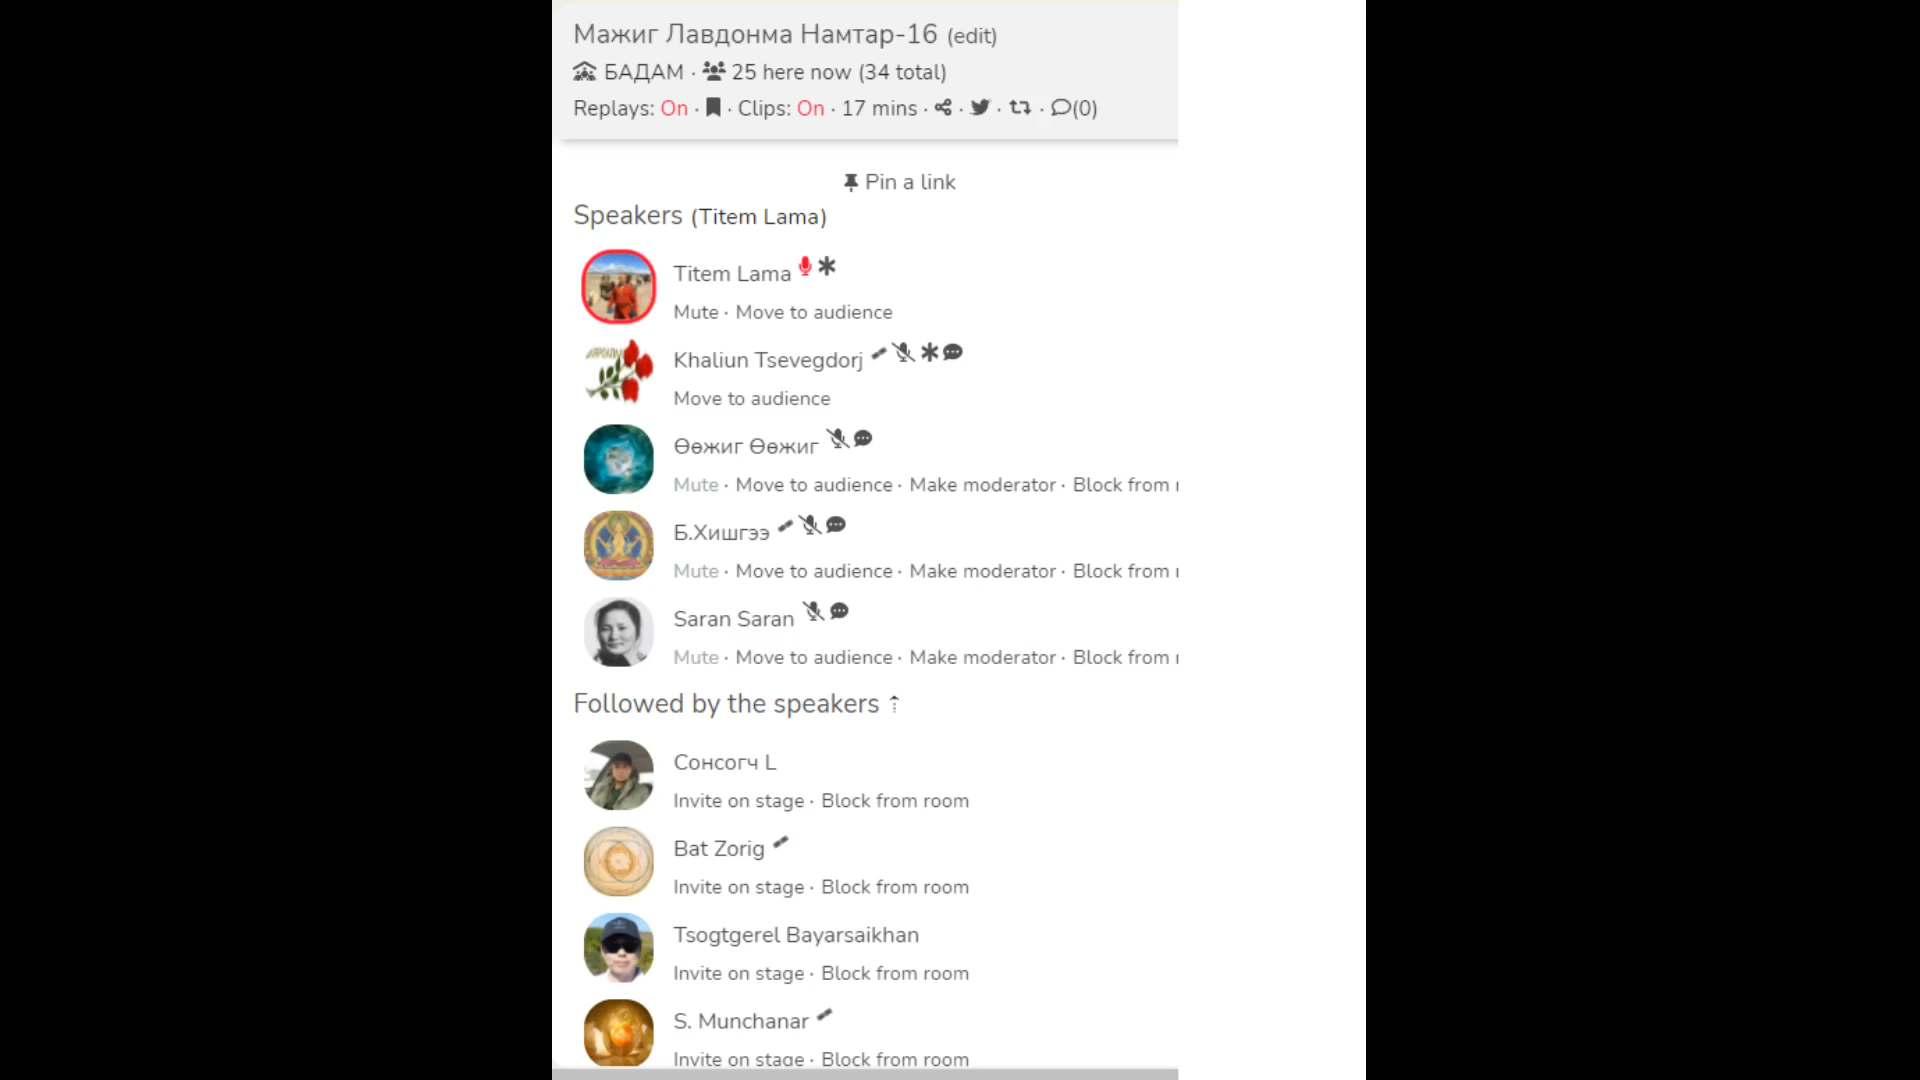 Мажиг Лавдонма Намтар-16 (edit)
БАДАМ · 25 here now (34 total)
Replays: On · · Clips: On · 17 mins · · · · (0)
Pin a link
Speakers (Titem Lama)
Titem Lama
Mute · Move to audience
Khaliun Tsevegdorj
Move to audience
Өөжиг Өөжиг
Mute · Move to audience · Make moderator · Block from
Б.Хишгээ
Mute · Move to audience · Make moderator · Block from
Saran Saran
Mute · Move to audience · Make moderator · Block from
Followed by the speakers
Сонсогч L
Invite on stage · Block from room
Bat Zorig
Invite on stage · Block from room
Tsogtgerel Bayarsaikhan
Invite on stage · Block from room
S. Munchanar
Invite on stage · Block from room